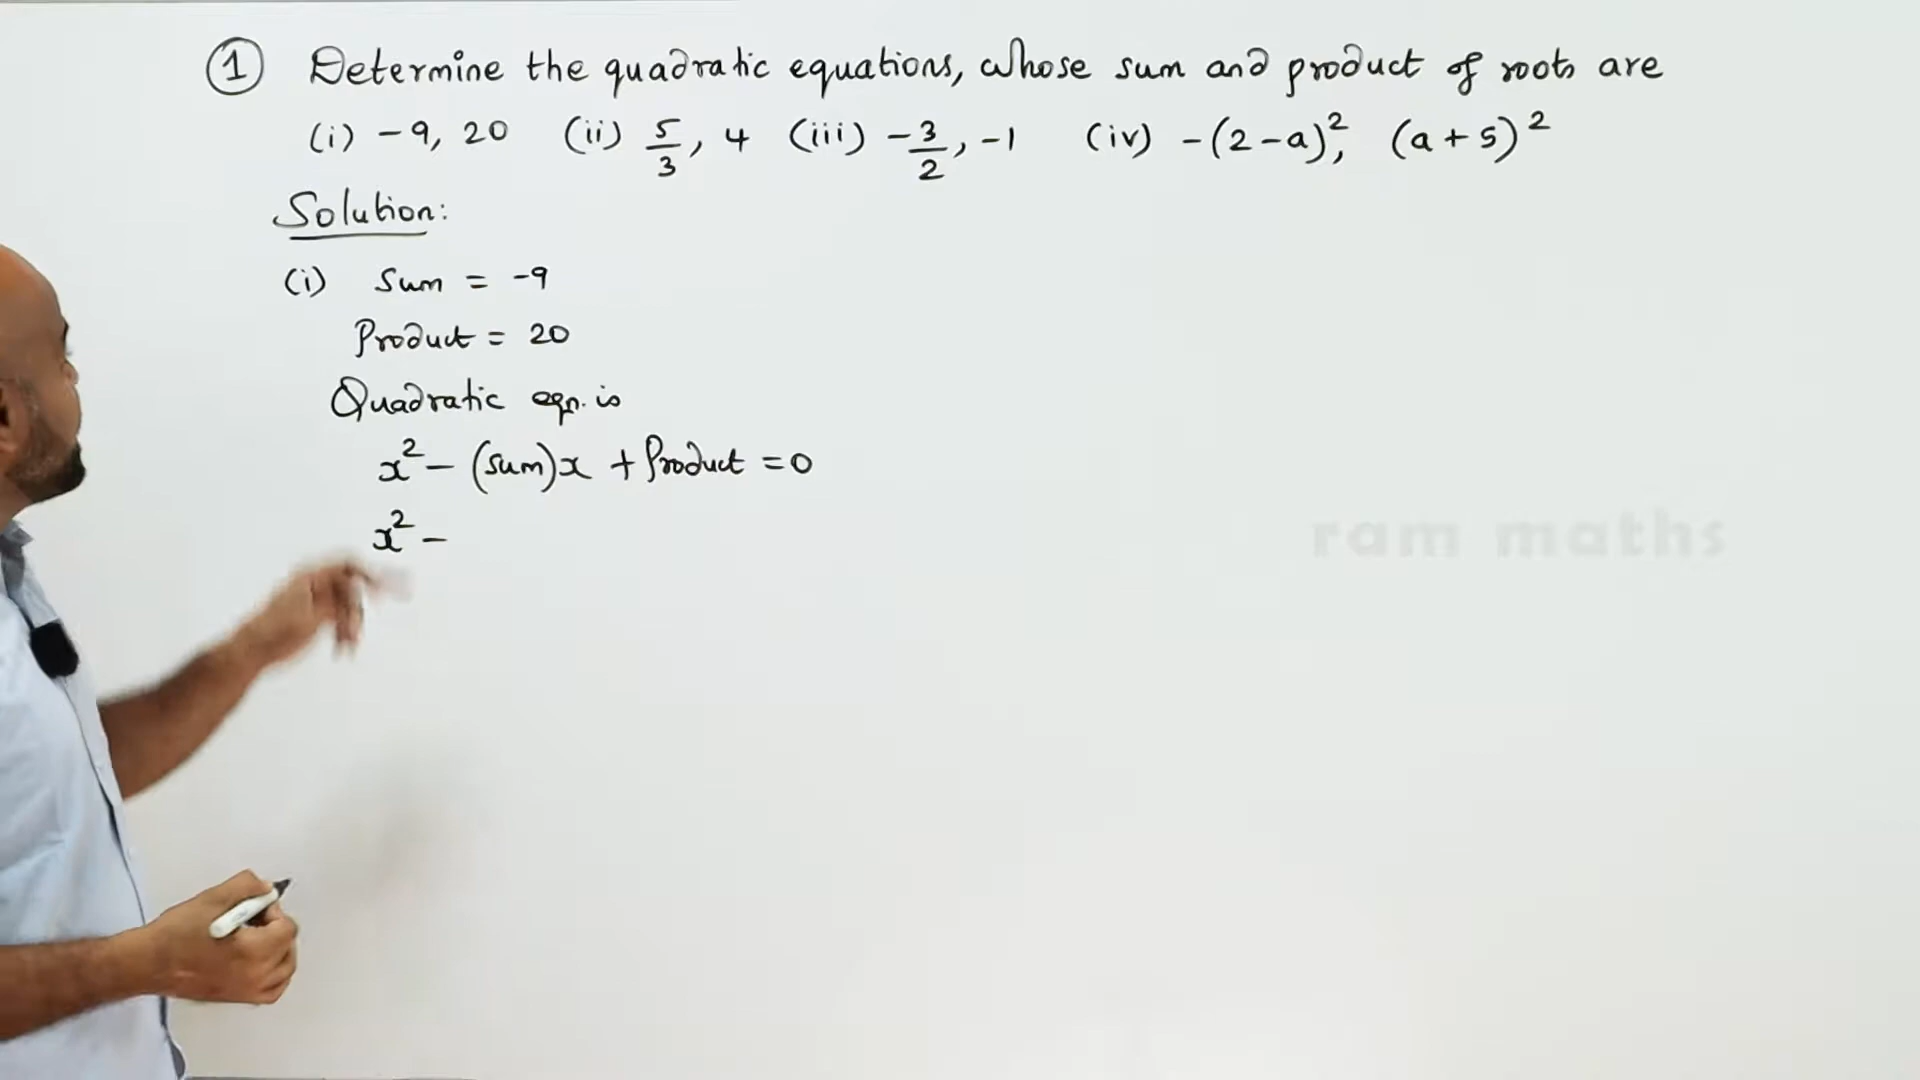 ① Determine the quadratic equations, whose sum and product of roots are
(i) -9, 20 (ii) 5/3, 4 (iii) -3/2, -1 (iv) -(2-a)², (a+5)²
Solution:
(i) Sum = -9
Product = 20
Quadratic eqn. is
x² - (sum)x + Product = 0
x² -
ram maths